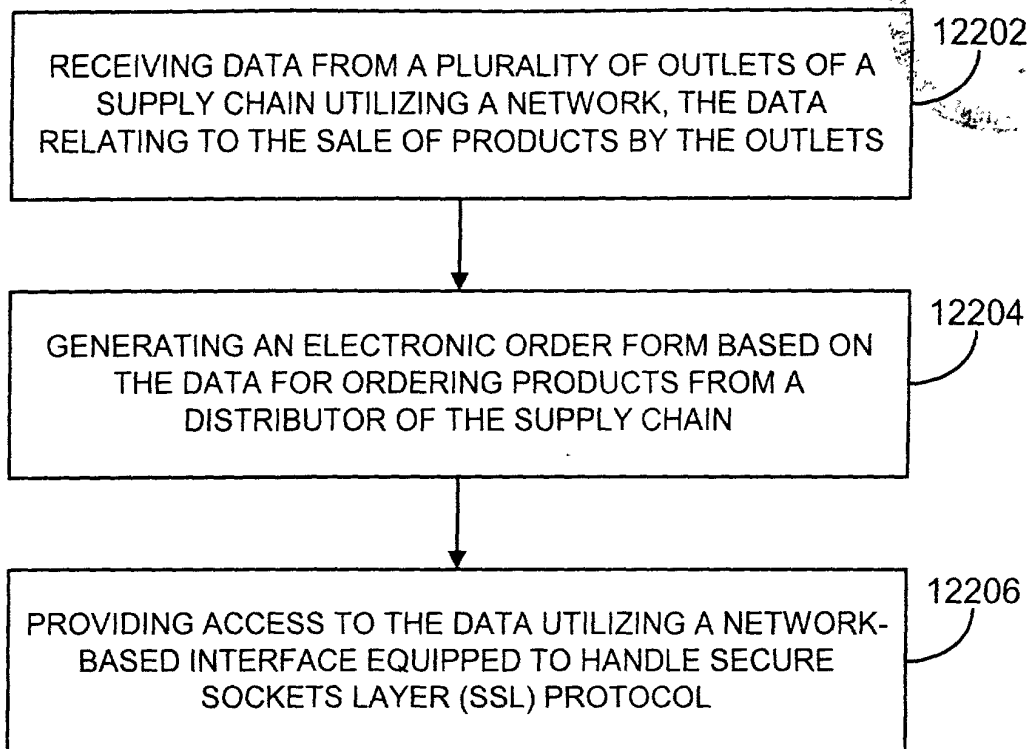 12202
RECEIVING DATA FROM A PLURALITY OF OUTLETS OF A
SUPPLY CHAIN UTILIZING A NETWORK, THE DATA
RELATING TO THE SALE OF PRODUCTS BY THE OUTLETS
12204
GENERATING AN ELECTRONIC ORDER FORM BASED ON
THE DATA FOR ORDERING PRODUCTS FROM A
DISTRIBUTOR OF THE SUPPLY CHAIN
12206
PROVIDING ACCESS TO THE DATA UTILIZING A NETWORK-
BASED INTERFACE EQUIPPED TO HANDLE SECURE
SOCKETS LAYER (SSL) PROTOCOL